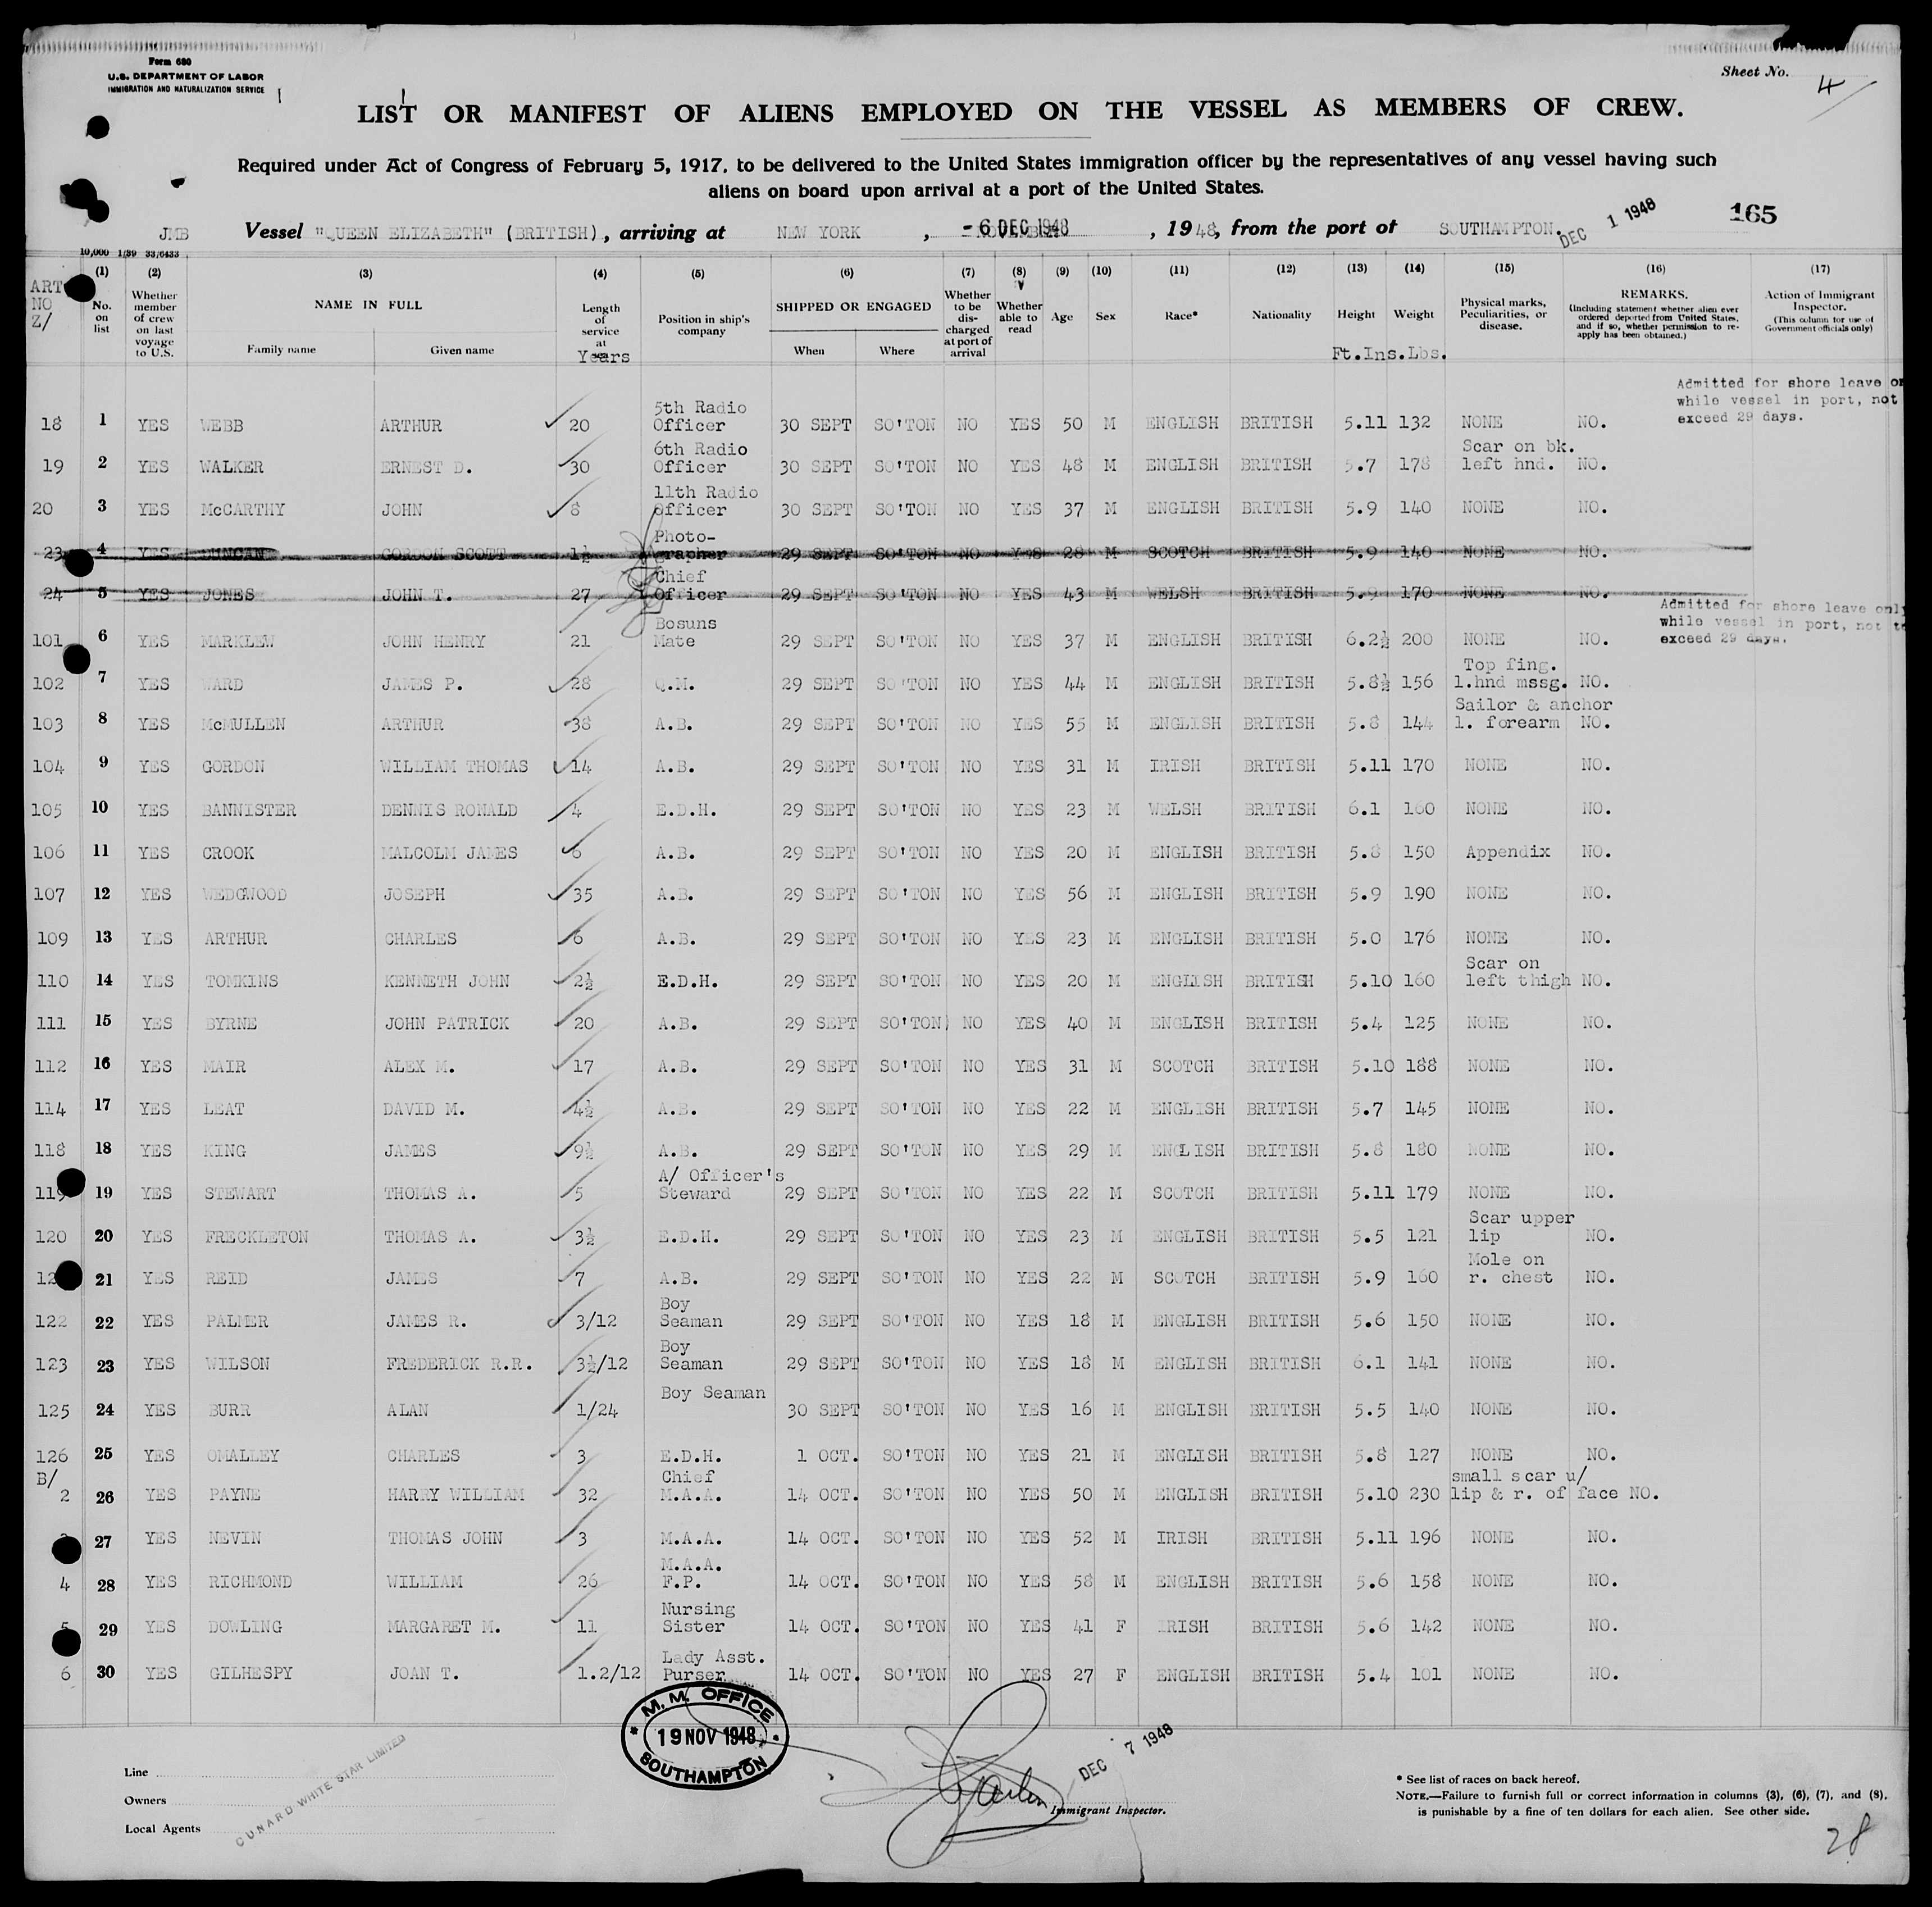 Form 680
U.S. DEPARTMENT OF LABOR
IMMIGRATION AND NATURALIZATION SERVICE
Sheet No. 4
LIST OR MANIFEST OF ALIENS EMPLOYED ON THE VESSEL AS MEMBERS OF CREW.
Required under Act of Congress of February 5, 1917, to be delivered to the United States immigration officer by the representatives of any vessel having such
aliens on board upon arrival at a port of the United States.
JMB Vessel "QUEEN ELIZABETH" (BRITISH), arriving at NEW YORK, - 6 DEC 1948, 1948, from the port of SOUTHAMPTON. DEC 1 1948 165
10,000 1/39 33/6433
ART NO Z/
(1) No. on list
(2) Whether member of crew on last voyage to U.S.
(3) NAME IN FULL Family name Given name
(4) Length of service at sea Years
(5) Position in ship's company
(6) SHIPPED OR ENGAGED When Where
(7) Whether to be discharged at port of arrival
(8) Whether able to read
(9) Age
(10) Sex
(11) Race*
(12) Nationality
(13) Height Ft.Ins.
(14) Weight Lbs.
(15) Physical marks, Peculiarities, or disease.
(16) REMARKS. (Including statement whether alien ever ordered deported from United States, and if so, whether permission to re-apply has been obtained.)
(17) Action of Immigrant Inspector. (This column for use of Government officials only)
Admitted for shore leave
while vessel in port, not
exceed 29 days.
18 1 YES WEBB ARTHUR 20 5th Radio Officer 30 SEPT SO'TON NO YES 50 M ENGLISH BRITISH 5.11 132 NONE NO.
19 2 YES WALKER ERNEST D. 30 6th Radio Officer 30 SEPT SO'TON NO YES 48 M ENGLISH BRITISH 5.7 178 Scar on bk. left hnd. NO.
20 3 YES McCARTHY JOHN 8 11th Radio Officer 30 SEPT SO'TON NO YES 37 M ENGLISH BRITISH 5.9 140 NONE NO.
23 4 YES DUNCAN GORDON SCOTT 1½ Photographer 29 SEPT SO'TON NO YES 28 M SCOTCH BRITISH 5.9 140 NONE NO.
24 5 YES JONES JOHN T. 27 Chief Officer 29 SEPT SO'TON NO YES 43 M WELSH BRITISH 5.9 170 NONE NO.
Admitted for shore leave only
while vessel in port, not to
exceed 29 days.
101 6 YES MARKLEW JOHN HENRY 21 Bosuns Mate 29 SEPT SO'TON NO YES 37 M ENGLISH BRITISH 6.2½ 200 NONE NO.
102 7 YES WARD JAMES P. 28 Q.M. 29 SEPT SO'TON NO YES 44 M ENGLISH BRITISH 5.8½ 156 Top fing. l.hnd mssg. NO.
103 8 YES McMULLEN ARTHUR 38 A.B. 29 SEPT SO'TON NO YES 55 M ENGLISH BRITISH 5.8 144 Sailor & anchor l. forearm NO.
104 9 YES GORDON WILLIAM THOMAS 14 A.B. 29 SEPT SO'TON NO YES 31 M IRISH BRITISH 5.11 170 NONE NO.
105 10 YES BANNISTER DENNIS RONALD 4 E.D.H. 29 SEPT SO'TON NO YES 23 M WELSH BRITISH 6.1 160 NONE NO.
106 11 YES CROOK MALCOLM JAMES 6 A.B. 29 SEPT SO'TON NO YES 20 M ENGLISH BRITISH 5.8 150 Appendix NO.
107 12 YES WEDGWOOD JOSEPH 35 A.B. 29 SEPT SO'TON NO YES 56 M ENGLISH BRITISH 5.9 190 NONE NO.
109 13 YES ARTHUR CHARLES 6 A.B. 29 SEPT SO'TON NO YES 23 M ENGLISH BRITISH 5.0 176 NONE NO.
110 14 YES TOMKINS KENNETH JOHN 2½ E.D.H. 29 SEPT SO'TON NO YES 20 M ENGLISH BRITISH 5.10 160 Scar on left thigh NO.
111 15 YES BYRNE JOHN PATRICK 20 A.B. 29 SEPT SO'TON NO YES 40 M ENGLISH BRITISH 5.4 125 NONE NO.
112 16 YES MAIR ALEX M. 17 A.B. 29 SEPT SO'TON NO YES 31 M SCOTCH BRITISH 5.10 188 NONE NO.
114 17 YES LEAT DAVID M. 4½ A.B. 29 SEPT SO'TON NO YES 22 M ENGLISH BRITISH 5.7 145 NONE NO.
118 18 YES KING JAMES 9½ A.B. 29 SEPT SO'TON NO YES 29 M ENGLISH BRITISH 5.8 180 NONE NO.
119 19 YES STEWART THOMAS A. 5 A/ Officer's Steward 29 SEPT SO'TON NO YES 22 M SCOTCH BRITISH 5.11 179 NONE NO.
120 20 YES FRECKLETON THOMAS A. 3½ E.D.H. 29 SEPT SO'TON NO YES 23 M ENGLISH BRITISH 5.5 121 Scar upper lip NO.
21 YES REID JAMES 7 A.B. 29 SEPT SO'TON NO YES 22 M SCOTCH BRITISH 5.9 160 Mole on r. chest NO.
122 22 YES PALMER JAMES R. 3/12 Boy Seaman 29 SEPT SO'TON NO YES 18 M ENGLISH BRITISH 5.6 150 NONE NO.
123 23 YES WILSON FREDERICK R.R. 3½/12 Boy Seaman 29 SEPT SO'TON NO YES 18 M ENGLISH BRITISH 6.1 141 NONE NO.
125 24 YES BURR ALAN 1/24 Boy Seaman 30 SEPT SO'TON NO YES 16 M ENGLISH BRITISH 5.5 140 NONE NO.
126 25 YES OMALLEY CHARLES 3 E.D.H. 1 OCT. SO'TON NO YES 21 M ENGLISH BRITISH 5.8 127 NONE NO.
B/ 2 26 YES PAYNE HARRY WILLIAM 32 Chief M.A.A. 14 OCT. SO'TON NO YES 50 M ENGLISH BRITISH 5.10 230 small scar u/ lip & r. of face NO.
27 YES NEVIN THOMAS JOHN 3 M.A.A. 14 OCT. SO'TON NO YES 52 M IRISH BRITISH 5.11 196 NONE NO.
4 28 YES RICHMOND WILLIAM 26 M.A.A. F.P. 14 OCT. SO'TON NO YES 58 M ENGLISH BRITISH 5.6 158 NONE NO.
5 29 YES DOWLING MARGARET M. 11 Nursing Sister 14 OCT. SO'TON NO YES 41 F IRISH BRITISH 5.6 142 NONE NO.
6 30 YES GILHESPY JOAN T. 1.2/12 Lady Asst. Purser 14 OCT. SO'TON NO YES 27 F ENGLISH BRITISH 5.4 101 NONE NO.
M.M. OFFICE
19 NOV 1948
SOUTHAMPTON
DEC 7 1948
Immigrant Inspector.
Line
Owners
Local Agents
CUNARD WHITE STAR LIMITED
* See list of races on back hereof.
NOTE.—Failure to furnish full or correct information in columns (3), (6), (7), and (8),
is punishable by a fine of ten dollars for each alien. See other side.
28